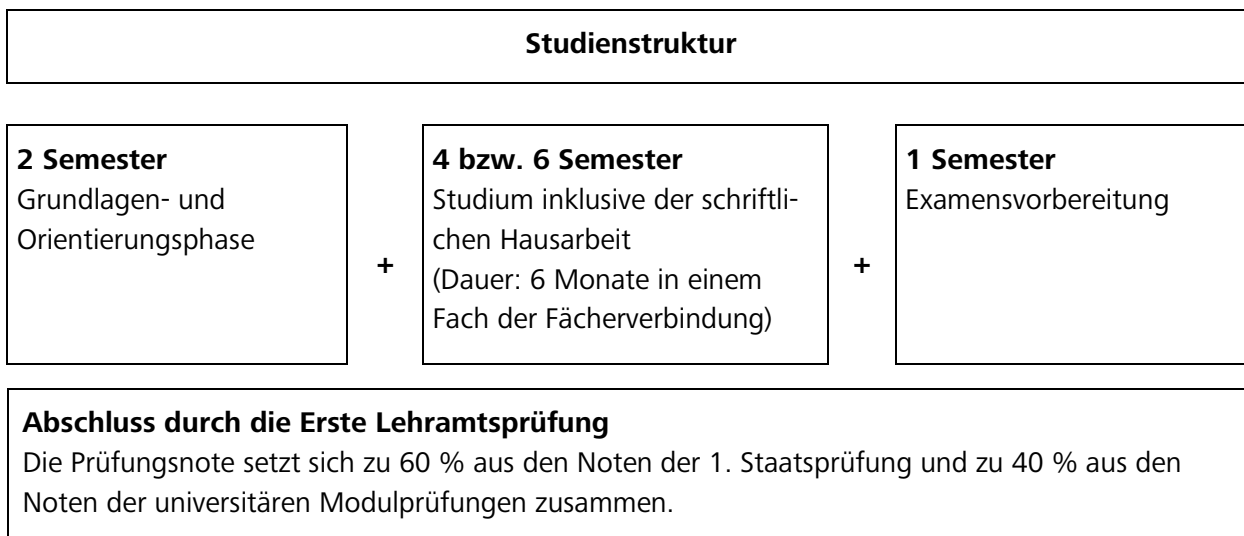 Studienstruktur
2 Semester
Grundlagen- und
Orientierungsphase
+
4 bzw. 6 Semester
Studium inklusive der schriftli-
chen Hausarbeit
(Dauer: 6 Monate in einem
Fach der Fächerverbindung)
+
1 Semester
Examensvorbereitung
Abschluss durch die Erste Lehramtsprüfung
Die Prüfungsnote setzt sich zu 60 % aus den Noten der 1. Staatsprüfung und zu 40 % aus den
Noten der universitären Modulprüfungen zusammen.